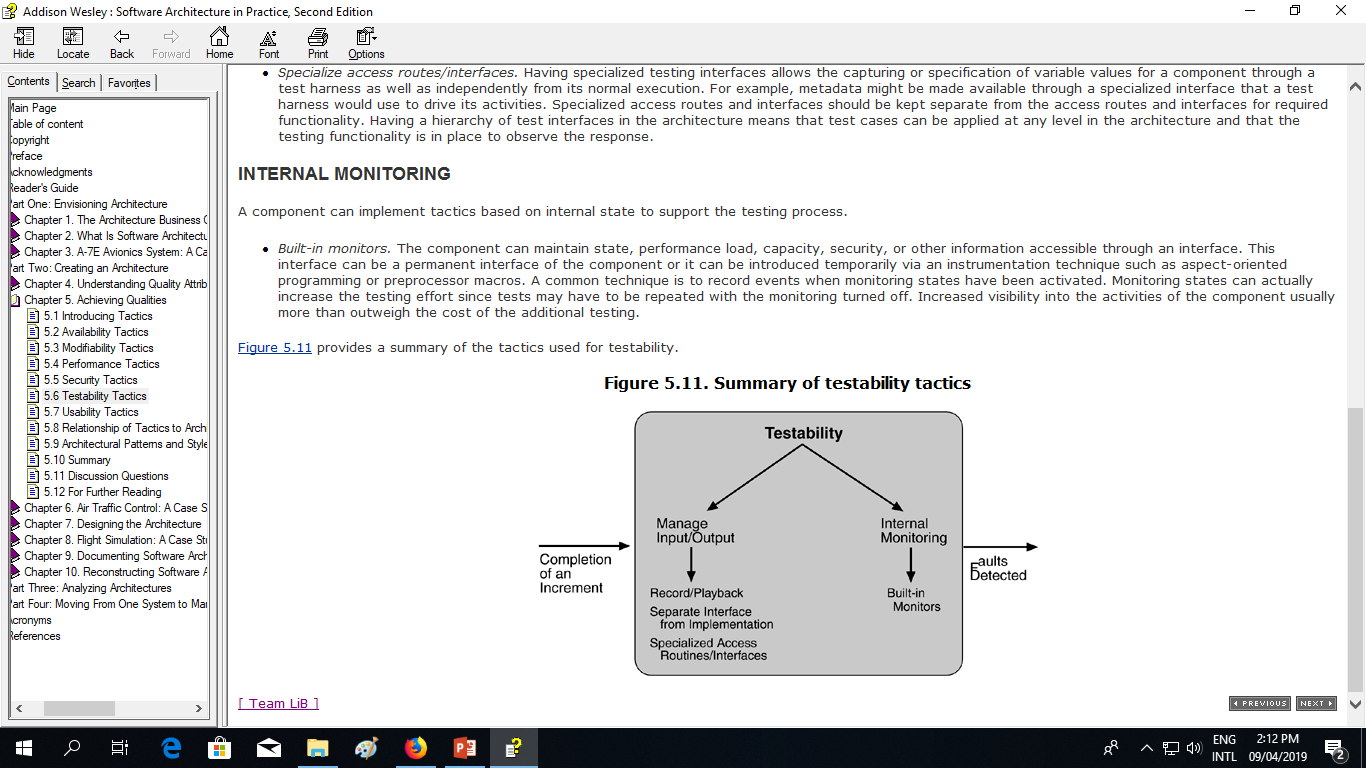 Addison Wesley : Software Architecture in Practice, Second Edition
Hide Locate Back Forward Home Font Print Options
Contents Search Favorites
Main Page
Table of content
Copyright
Preface
Acknowledgments
Reader's Guide
Part One: Envisioning Architecture
Chapter 1. The Architecture Business C
Chapter 2. What Is Software Architectu
Chapter 3. A-7E Avionics System: A Ca
Part Two: Creating an Architecture
Chapter 4. Understanding Quality Attrib
Chapter 5. Achieving Qualities
5.1 Introducing Tactics
5.2 Availability Tactics
5.3 Modifiability Tactics
5.4 Performance Tactics
5.5 Security Tactics
5.6 Testability Tactics
5.7 Usability Tactics
5.8 Relationship of Tactics to Archi
5.9 Architectural Patterns and Style
5.10 Summary
5.11 Discussion Questions
5.12 For Further Reading
Chapter 6. Air Traffic Control: A Case S
Chapter 7. Designing the Architecture
Chapter 8. Flight Simulation: A Case Stu
Chapter 9. Documenting Software Arch
Chapter 10. Reconstructing Software A
Part Three: Analyzing Architectures
Part Four: Moving From One System to Mar
Acronyms
References
• Specialize access routes/interfaces. Having specialized testing interfaces allows the capturing or specification of variable values for a component through a
test harness as well as independently from its normal execution. For example, metadata might be made available through a specialized interface that a test
harness would use to drive its activities. Specialized access routes and interfaces should be kept separate from the access routes and interfaces for required
functionality. Having a hierarchy of test interfaces in the architecture means that test cases can be applied at any level in the architecture and that the
testing functionality is in place to observe the response.
INTERNAL MONITORING
A component can implement tactics based on internal state to support the testing process.
• Built-in monitors. The component can maintain state, performance load, capacity, security, or other information accessible through an interface. This
interface can be a permanent interface of the component or it can be introduced temporarily via an instrumentation technique such as aspect-oriented
programming or preprocessor macros. A common technique is to record events when monitoring states have been activated. Monitoring states can actually
increase the testing effort since tests may have to be repeated with the monitoring turned off. Increased visibility into the activities of the component usually
more than outweigh the cost of the additional testing.
Figure 5.11 provides a summary of the tactics used for testability.
Figure 5.11. Summary of testability tactics
Testability
Completion
of an
Increment
Manage
Input/Output
Record/Playback
Separate Interface
from Implementation
Specialized Access
Routines/Interfaces
Internal
Monitoring
Built-in
Monitors
Faults
Detected
[ Team LiB ]
PREVIOUS NEXT
ENG
INTL
2:12 PM
09/04/2019
2